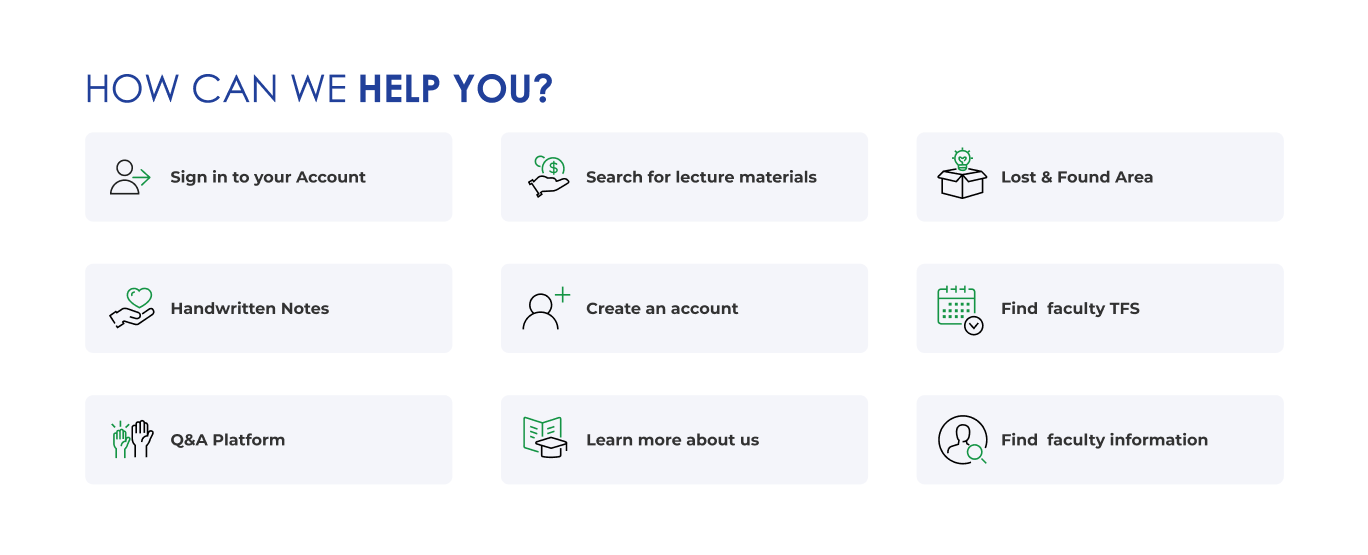 HOW CAN WE HELP YOU?
Sign in to your Account
Search for lecture materials
Lost & Found Area
Handwritten Notes
Create an account
Find  faculty TFS
Q&A Platform
Learn more about us
Find  faculty information